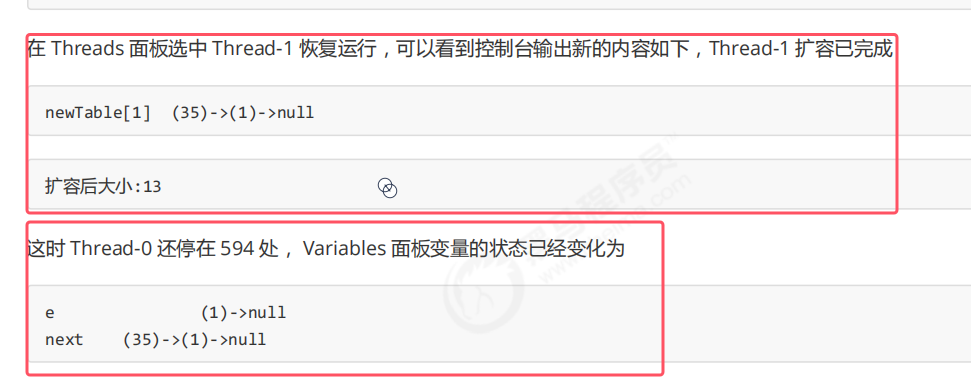 在 Threads 面板选中 Thread-1 恢复运行，可以看到控制台输出新的内容如下，Thread-1 扩容已完成
newTable[1]  (35)->(1)->null
扩容后大小:13
这时 Thread-0 还停在 594 处， Variables 面板变量的状态已经变化为
e               (1)->null
next    (35)->(1)->null